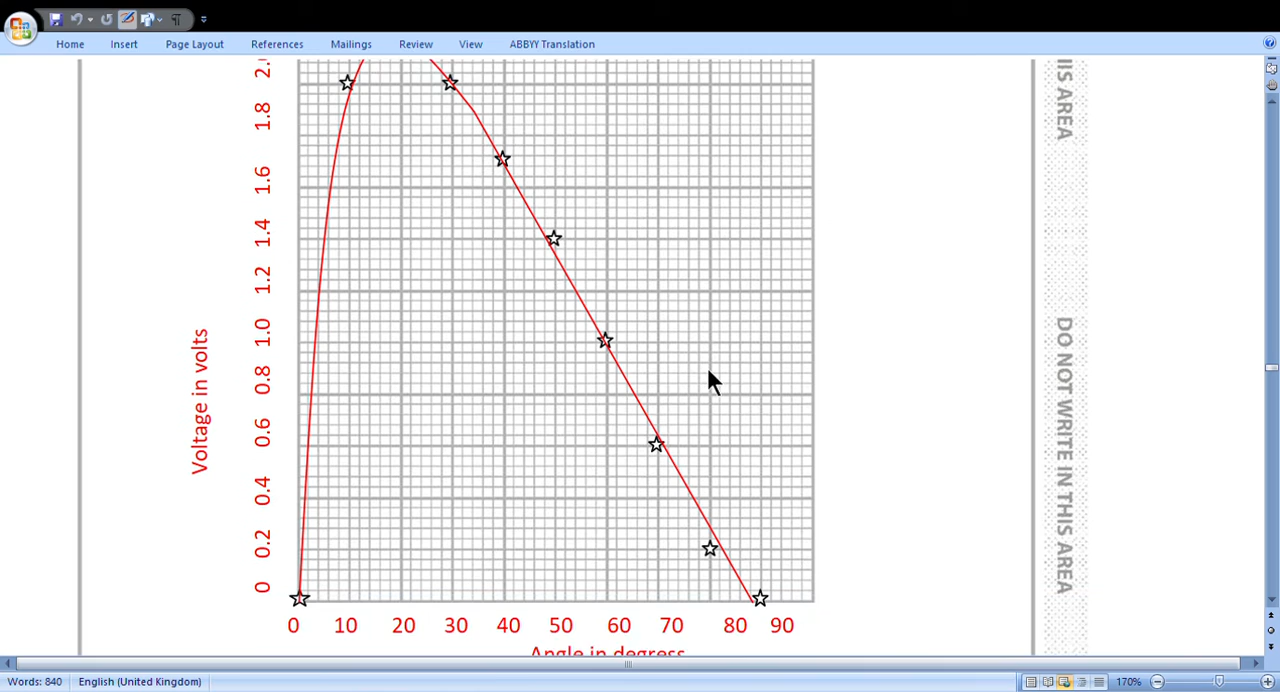 Home Insert Page Layout References Mailings Review View ABBYY Translation
IS AREA
1.8
1.6
1.4
1.2
1.0
0.8
0.6
0.4
0.2
0
Voltage in volts
DO NOT WRITE IN THIS AREA
0 10 20 30 40 50 60 70 80 90
Angle in degress
Words: 840 English (United Kingdom) 170%